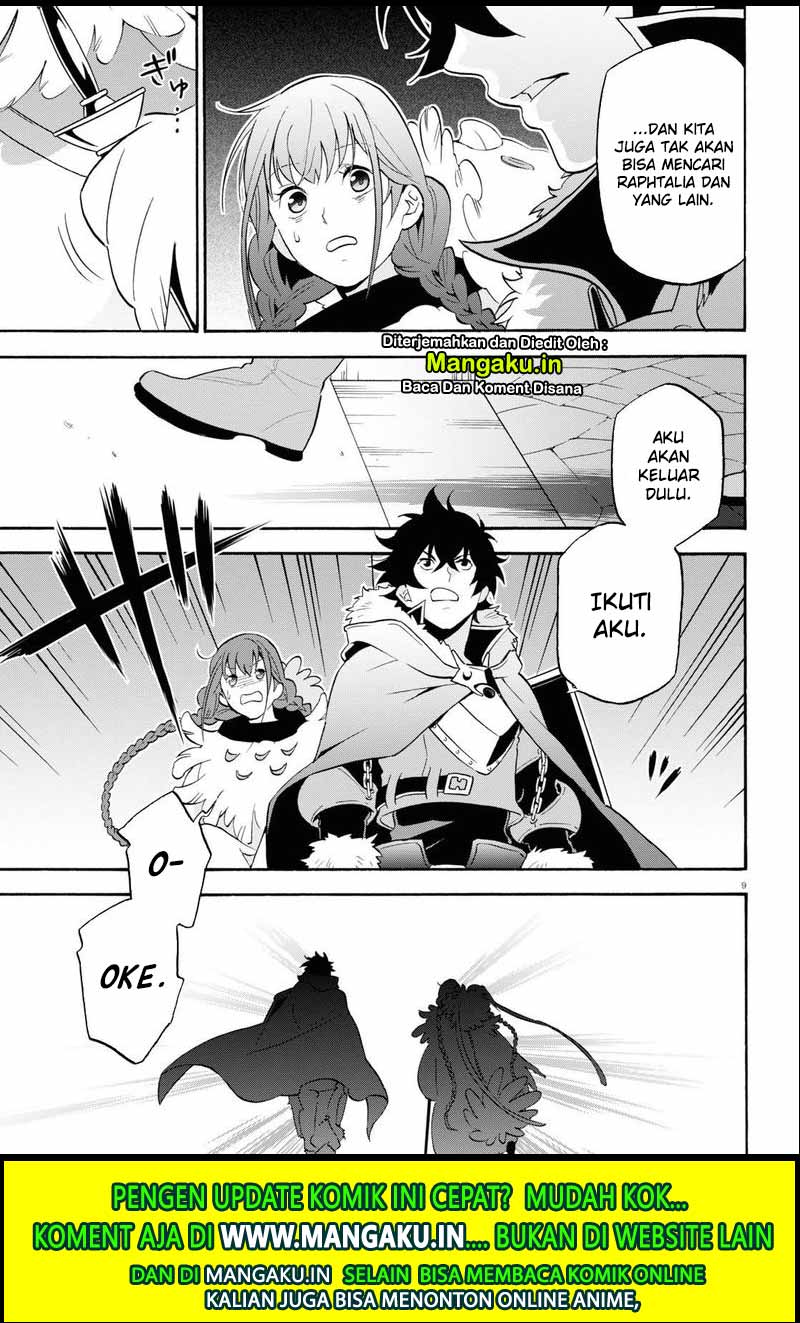 ...DAN KITA
JUGA TAK AKAN
BISA MENCARI
RAPHTALIA DAN
YANG LAIN.
ぎゅ...
Diterjemahkan dan Diedit Oleh :
Mangaku.in
Baca Dan Koment Disana
AKU
AKAN
KELUAR
DULU.
IKUTI
AKU.
O-
OKE.
9
PENGEN UPDATE KOMIK INI CEPAT? MUDAH KOK...
KOMENT AJA DI WWW.MANGAKU.IN.... BUKAN DI WEBSITE LAIN
DAN DI MANGAKU.IN SELAIN BISA MEMBACA KOMIK ONLINE
KALIAN JUGA BISA MENONTON ONLINE ANIME,